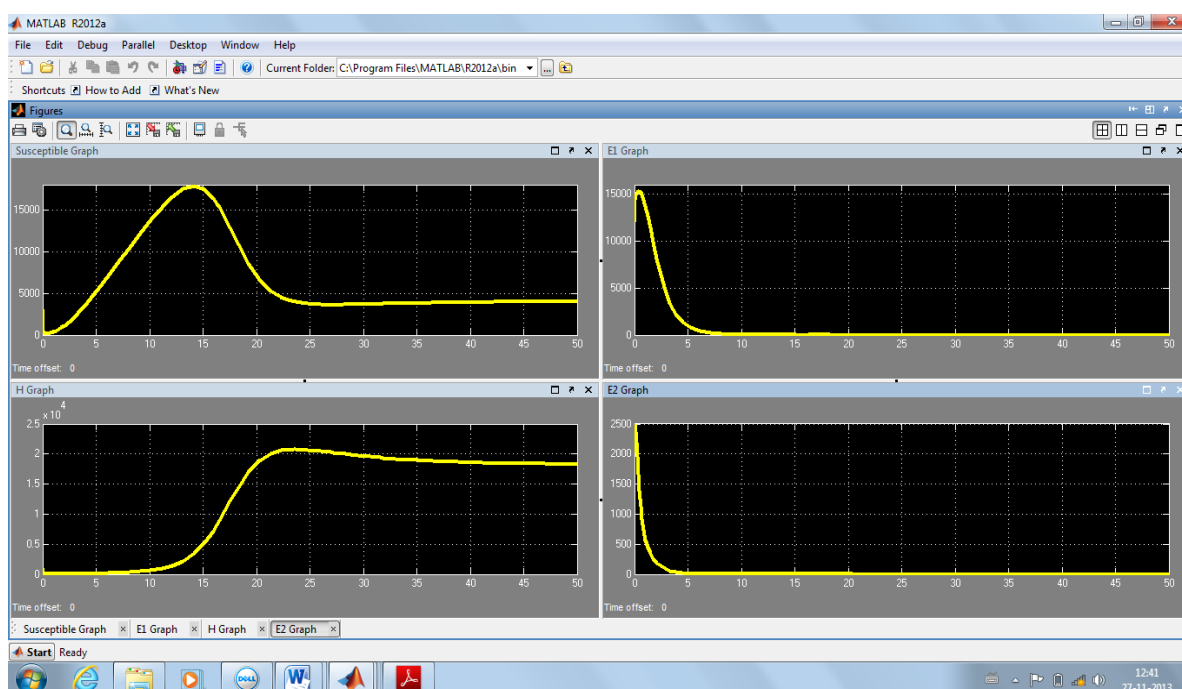 MATLAB R2012a
File Edit Debug Parallel Desktop Window Help
Current Folder: C:\Program Files\MATLAB\R2012a\bin ...
Shortcuts How to Add What's New
Figures
Susceptible Graph
15000
10000
5000
0
0 5 10 15 20 25 30 35 40 45 50
Time offset: 0
E1 Graph
15000
10000
5000
0
0 5 10 15 20 25 30 35 40 45 50
Time offset: 0
H Graph
x 10 4
2.5
2
1.5
1
0.5
0
0 5 10 15 20 25 30 35 40 45 50
Time offset: 0
E2 Graph
2500
2000
1500
1000
500
0
0 5 10 15 20 25 30 35 40 45 50
Time offset: 0
Susceptible Graph E1 Graph H Graph E2 Graph
Start Ready
DELL W 12:41
27-11-2013